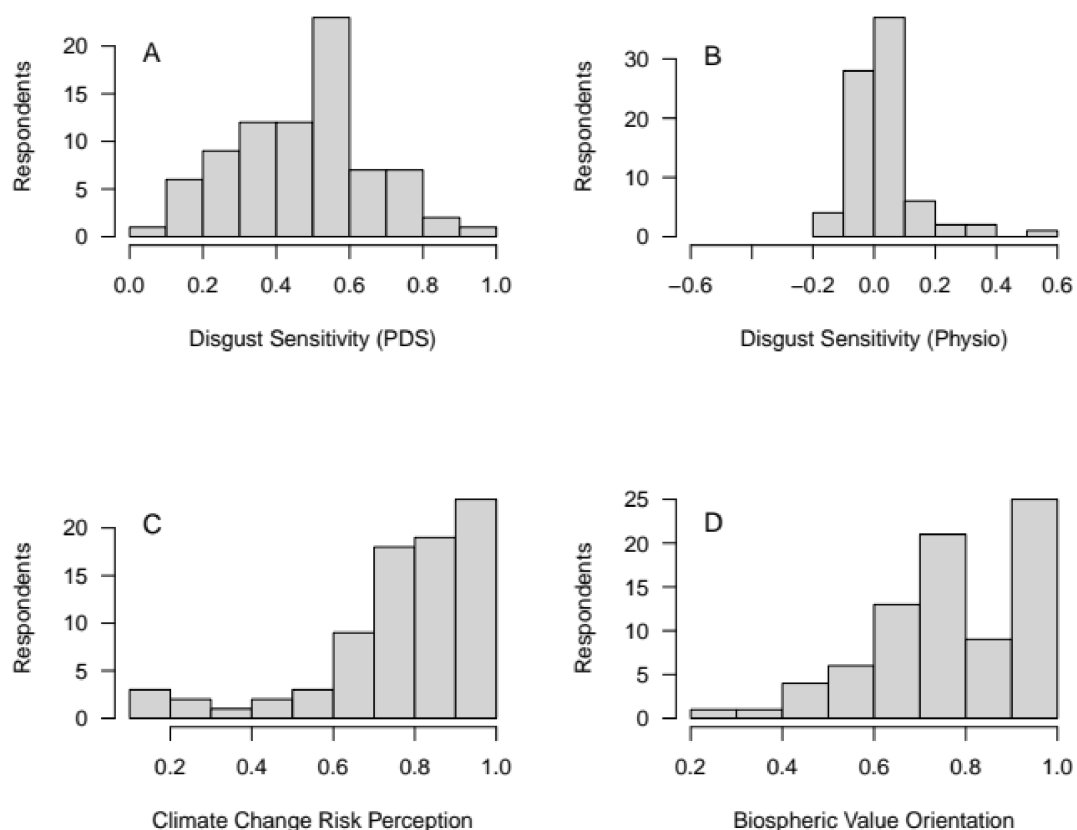 A
Respondents
20
15
10
5
0
0.0 0.2 0.4 0.6 0.8 1.0
Disgust Sensitivity (PDS)
B
Respondents
30
20
10
0
−0.6 −0.2 0.0 0.2 0.4 0.6
Disgust Sensitivity (Physio)
C
Respondents
20
15
10
5
0
0.2 0.4 0.6 0.8 1.0
Climate Change Risk Perception
D
Respondents
25
20
15
10
5
0
0.2 0.4 0.6 0.8 1.0
Biospheric Value Orientation